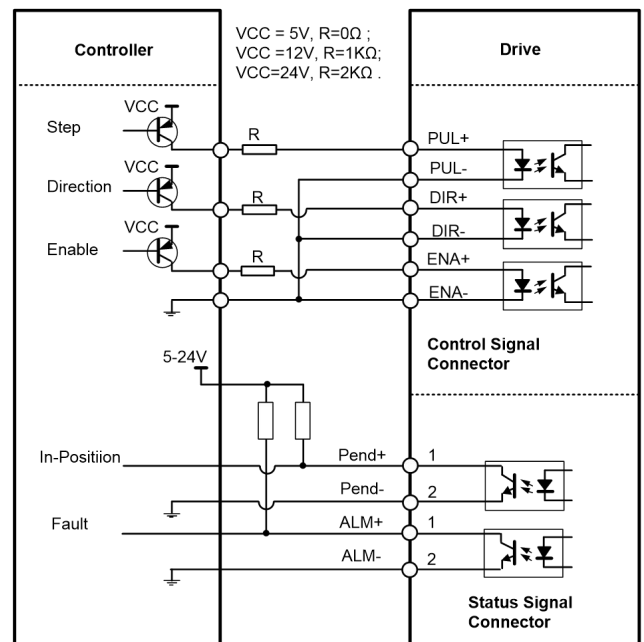 Controller
VCC = 5V, R=0Ω ;
VCC =12V, R=1KΩ;
VCC=24V, R=2KΩ .
Drive
VCC
Step
R
PUL+
PUL-
VCC
Direction
R
DIR+
DIR-
VCC
Enable
R
ENA+
ENA-
Control Signal
Connector
5-24V
In-Positiion
Pend+
1
Pend-
2
Fault
ALM+
1
ALM-
2
Status Signal
Connector